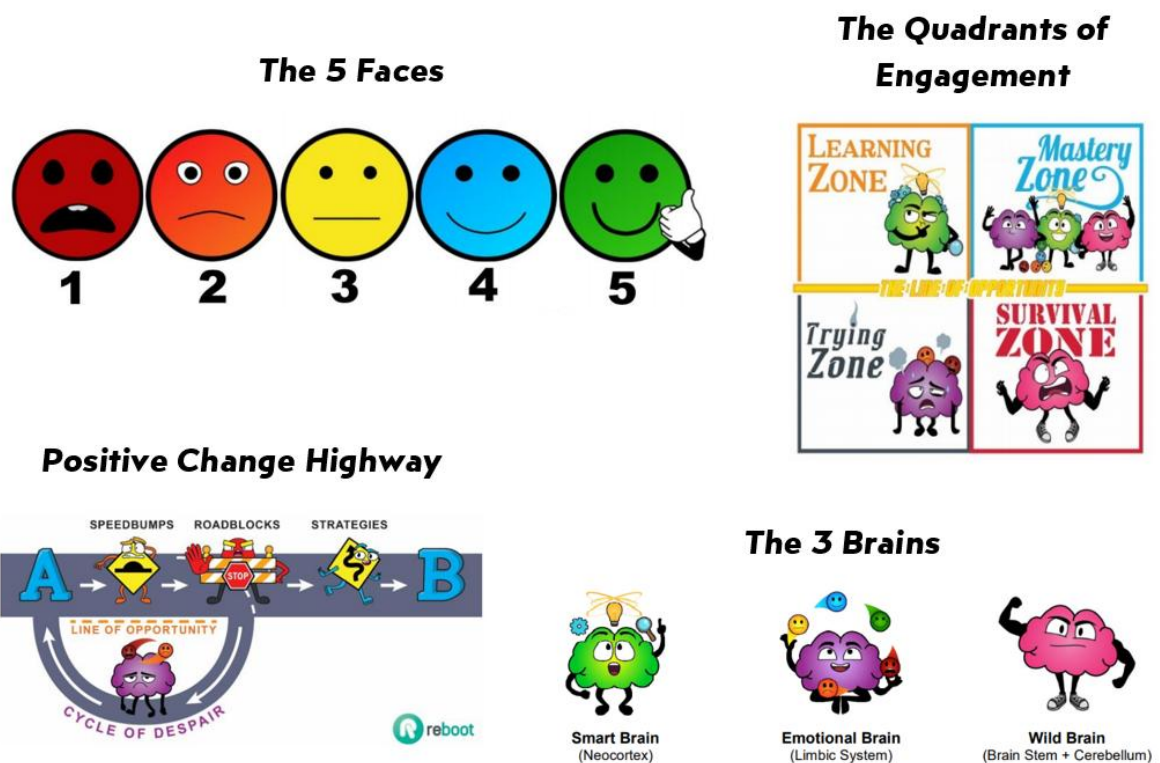 The 5 Faces
1 2 3 4 5
The Quadrants of
Engagement
LEARNING
ZONE
Mastery
Zone
THE LINE OF OPPORTUNITY
Trying
Zone
SURVIVAL
ZONE
Positive Change Highway
SPEEDBUMPS ROADBLOCKS STRATEGIES
A B
STOP
LINE OF OPPORTUNITY
CYCLE OF DESPAIR
R reboot
The 3 Brains
Smart Brain
(Neocortex)
Emotional Brain
(Limbic System)
Wild Brain
(Brain Stem + Cerebellum)